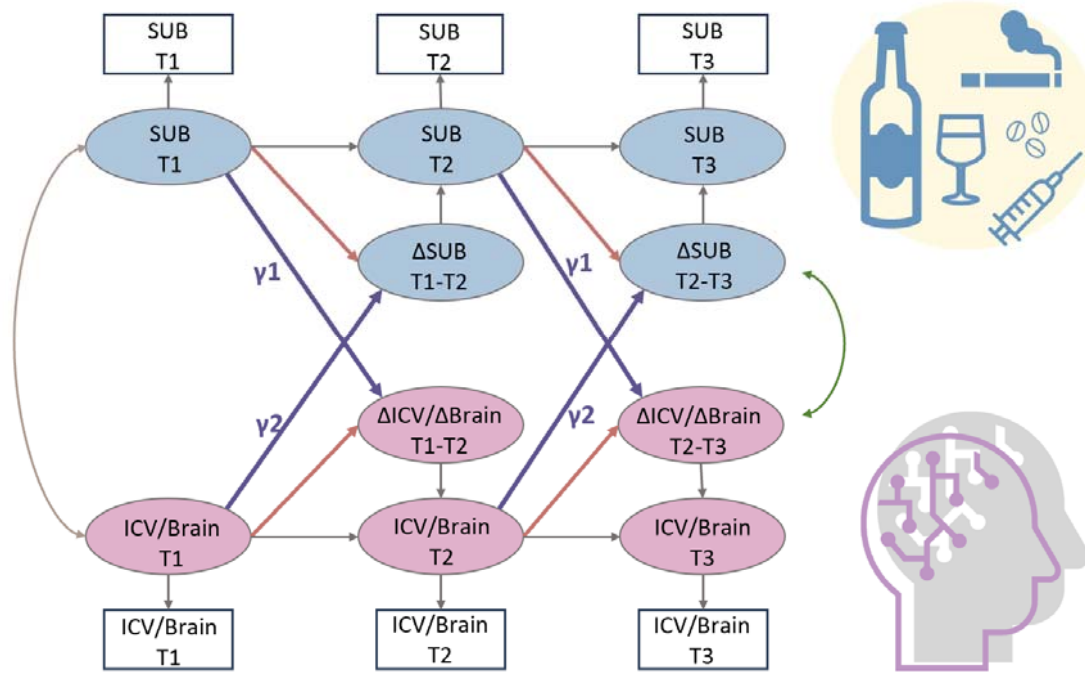 SUB
T1
SUB
T2
SUB
T3
SUB
T1
SUB
T2
SUB
T3
γ1
ΔSUB
T1-T2
γ1
ΔSUB
T2-T3
γ2
ΔICV/ΔBrain
T1-T2
γ2
ΔICV/ΔBrain
T2-T3
ICV/Brain
T1
ICV/Brain
T2
ICV/Brain
T3
ICV/Brain
T1
ICV/Brain
T2
ICV/Brain
T3